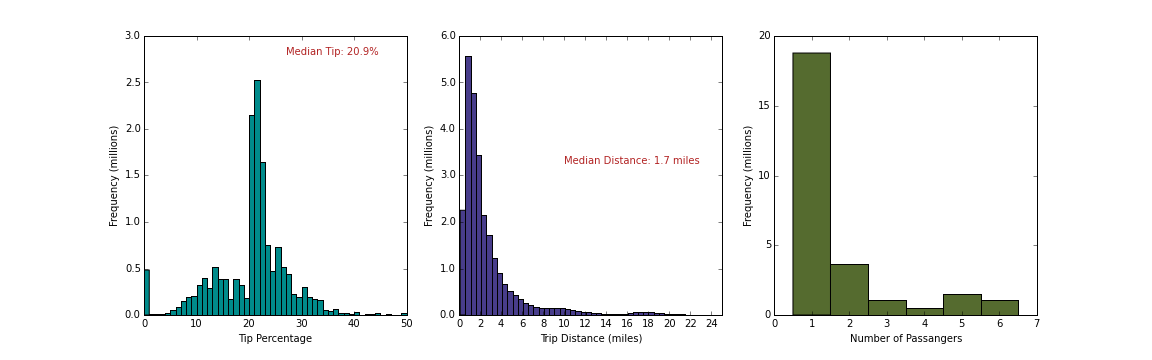 3.0
2.5
2.0
1.5
1.0
0.5
0.0
Frequency (millions)
Median Tip: 20.9%
0 10 20 30 40 50
Tip Percentage
6.0
5.0
4.0
3.0
2.0
1.0
0.0
Frequency (millions)
Median Distance: 1.7 miles
0 2 4 6 8 10 12 14 16 18 20 22 24
Trip Distance (miles)
20
15
10
5
0
Frequency (millions)
0 1 2 3 4 5 6 7
Number of Passangers